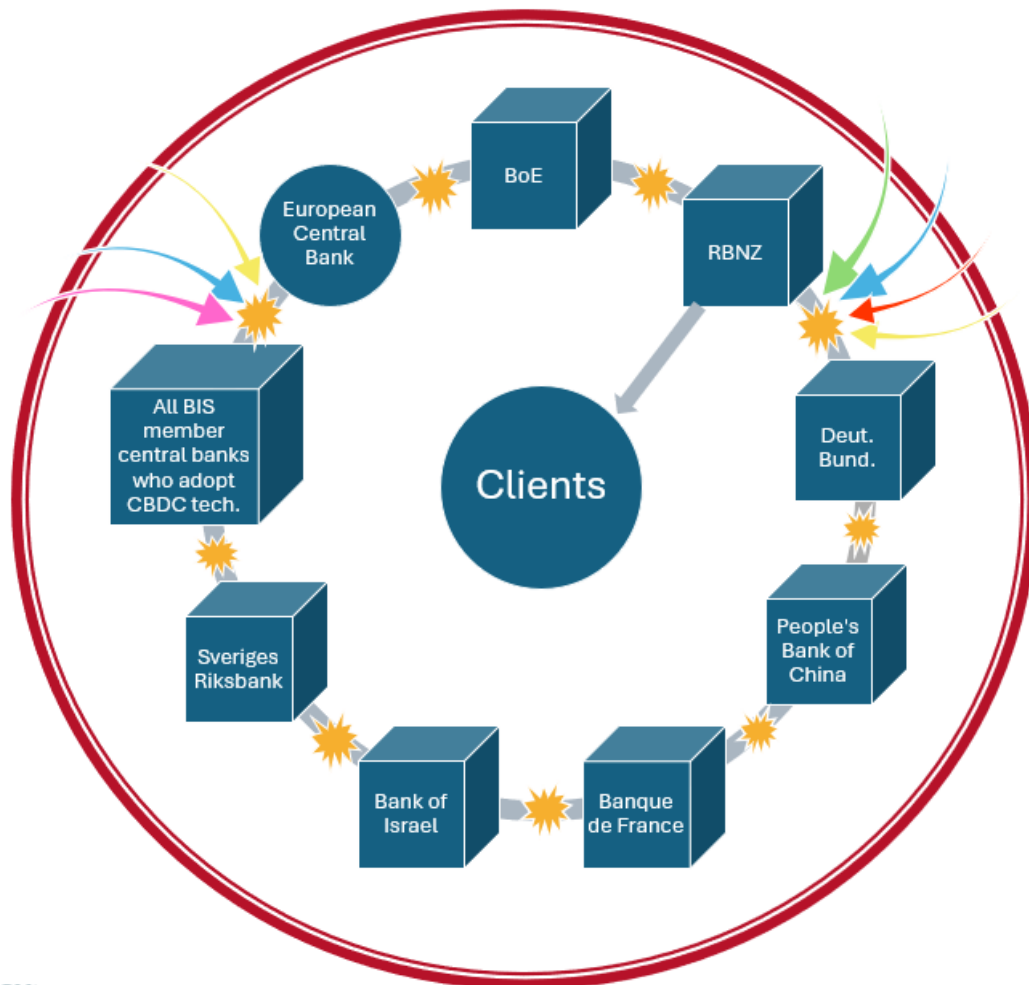 BoE
European
Central
Bank
RBNZ
All BIS
member
central banks
who adopt
CBDC tech.
Deut.
Bund.
Clients
People's
Bank of
China
Sveriges
Riksbank
Bank of
Israel
Banque
de France